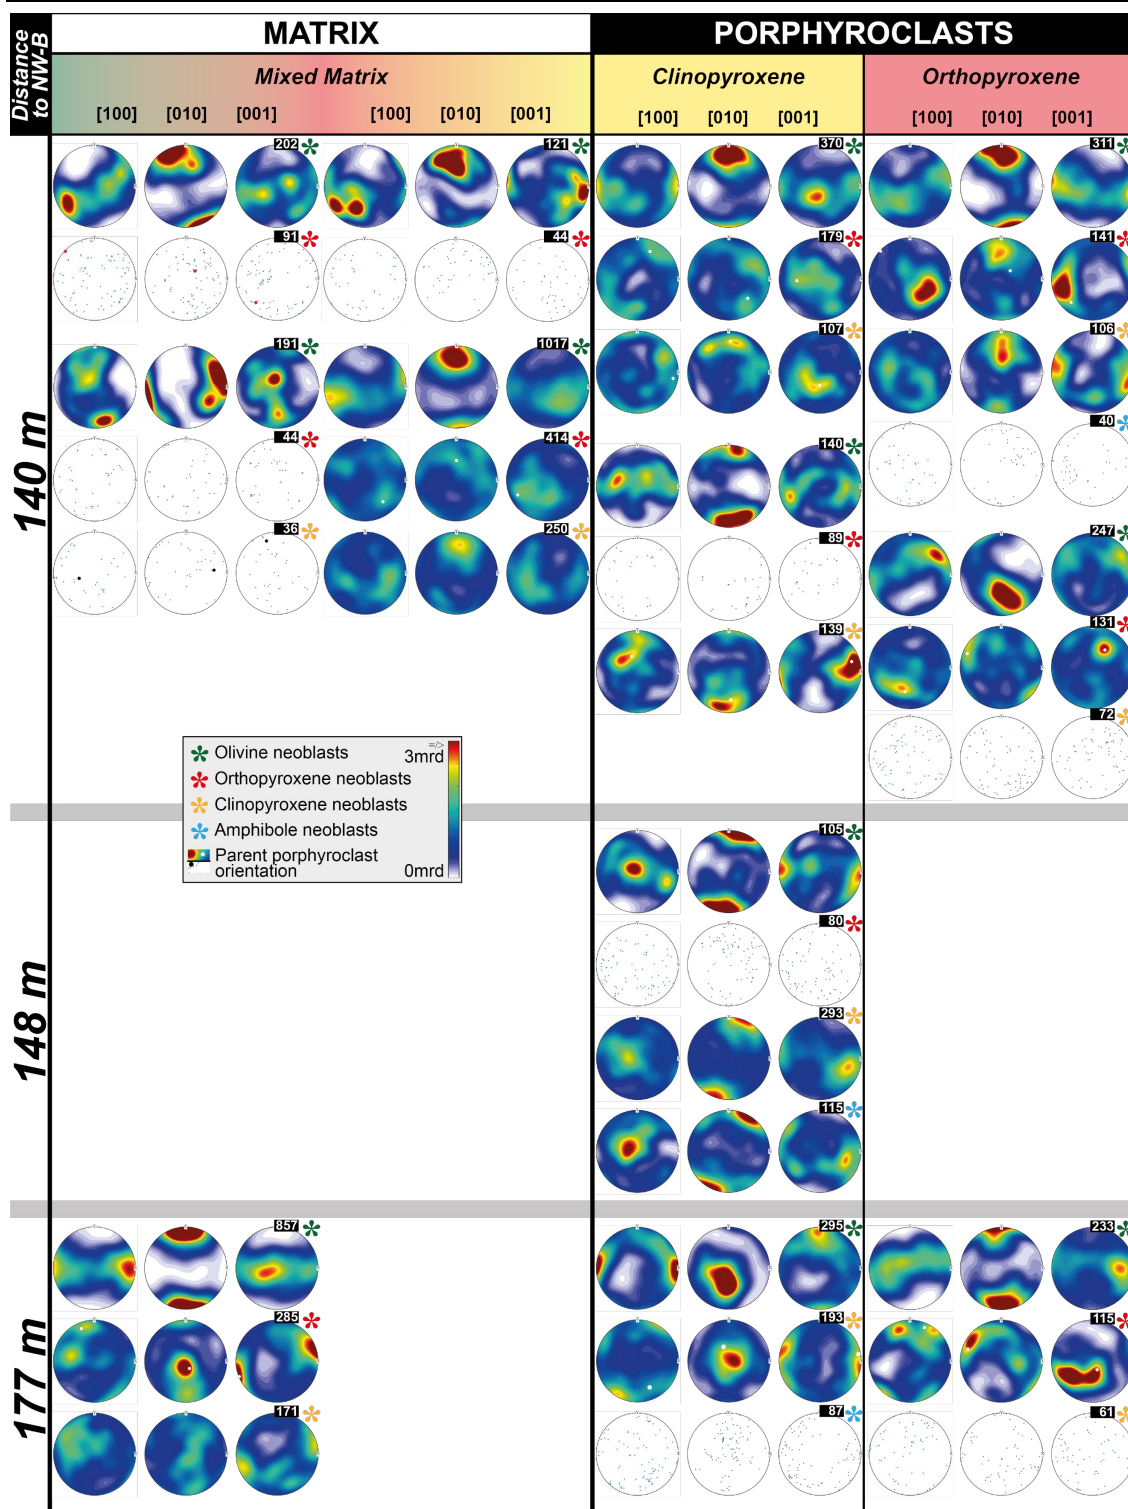 Distance to NW-B
MATRIX
PORPHYROCLASTS
Mixed Matrix
Clinopyroxene
Orthopyroxene
[100] [010] [001] [100] [010] [001] [100] [010] [001] [100] [010] [001]
140 m
202 121 370 311
91 44 179 141
107 106
191 1017
40
44 414 140
36 250 89 247
139 131
72
Olivine neoblasts
Orthopyroxene neoblasts
Clinopyroxene neoblasts
Amphibole neoblasts
Parent porphyroclast
orientation
=/>
3mrd
0mrd
148 m
105
80
293
115
177 m
857 295 233
285 193 115
171 87 61